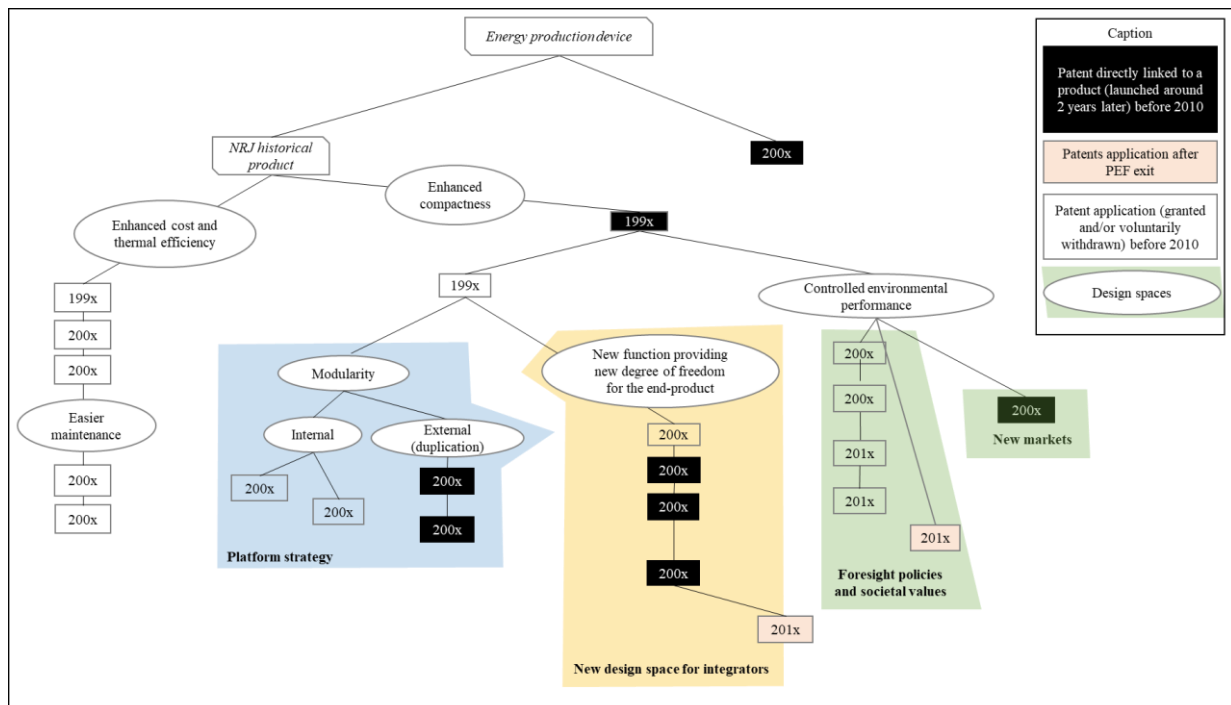 Energy production device
Caption
Patent directly linked to a
product (launched around
2 years later) before 2010
Patents application after
PEF exit
Patent application (granted
and/or voluntarily
withdrawn) before 2010
Design spaces
NRJ historical
product
200x
Enhanced
compactness
Enhanced cost and
thermal efficiency
199x
199x
200x
200x
Easier
maintenance
200x
200x
199x
Controlled environmental
performance
Modularity
Internal
External
(duplication)
200x
200x
200x
200x
Platform strategy
New function providing
new degree of freedom
for the end-product
200x
200x
200x
200x
201x
New design space for integrators
200x
200x
201x
201x
201x
Foresight policies
and societal values
200x
New markets